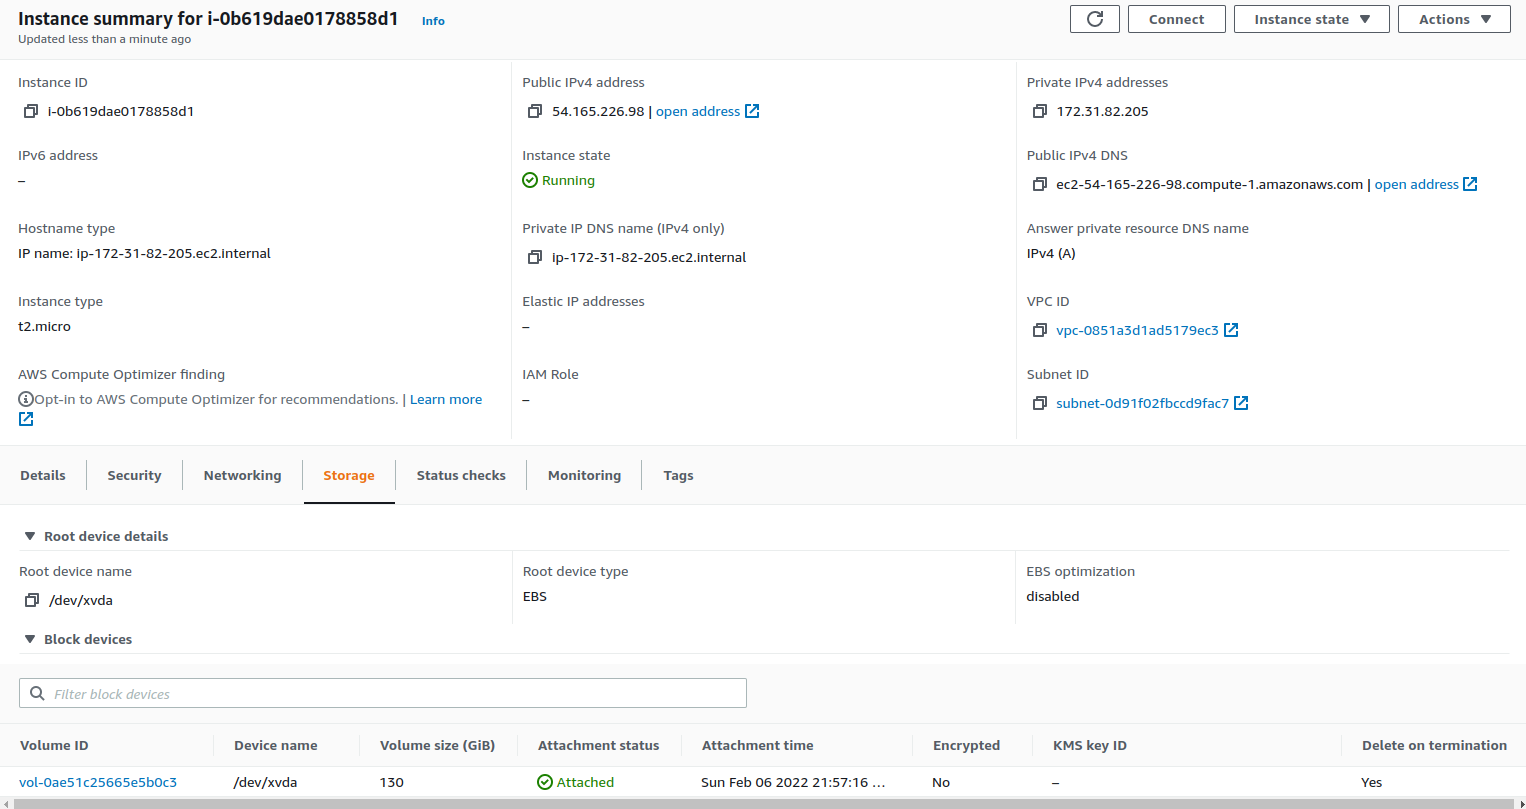 Instance summary for i-0b619dae0178858d1 Info
Updated less than a minute ago
Connect
Instance state
Actions
Instance ID
i-0b619dae0178858d1
Public IPv4 address
54.165.226.98 | open address
Private IPv4 addresses
172.31.82.205
IPv6 address
–
Instance state
Running
Public IPv4 DNS
ec2-54-165-226-98.compute-1.amazonaws.com | open address
Hostname type
IP name: ip-172-31-82-205.ec2.internal
Private IP DNS name (IPv4 only)
ip-172-31-82-205.ec2.internal
Answer private resource DNS name
IPv4 (A)
Instance type
t2.micro
Elastic IP addresses
–
VPC ID
vpc-0851a3d1ad5179ec3
AWS Compute Optimizer finding
Opt-in to AWS Compute Optimizer for recommendations. | Learn more
IAM Role
–
Subnet ID
subnet-0d91f02fbccd9fac7
Details
Security
Networking
Storage
Status checks
Monitoring
Tags
Root device details
Root device name
/dev/xvda
Root device type
EBS
EBS optimization
disabled
Block devices
Filter block devices
Volume ID Device name Volume size (GiB) Attachment status Attachment time Encrypted KMS key ID Delete on termination
vol-0ae51c25665e5b0c3 /dev/xvda 130 Attached Sun Feb 06 2022 21:57:16 … No – Yes